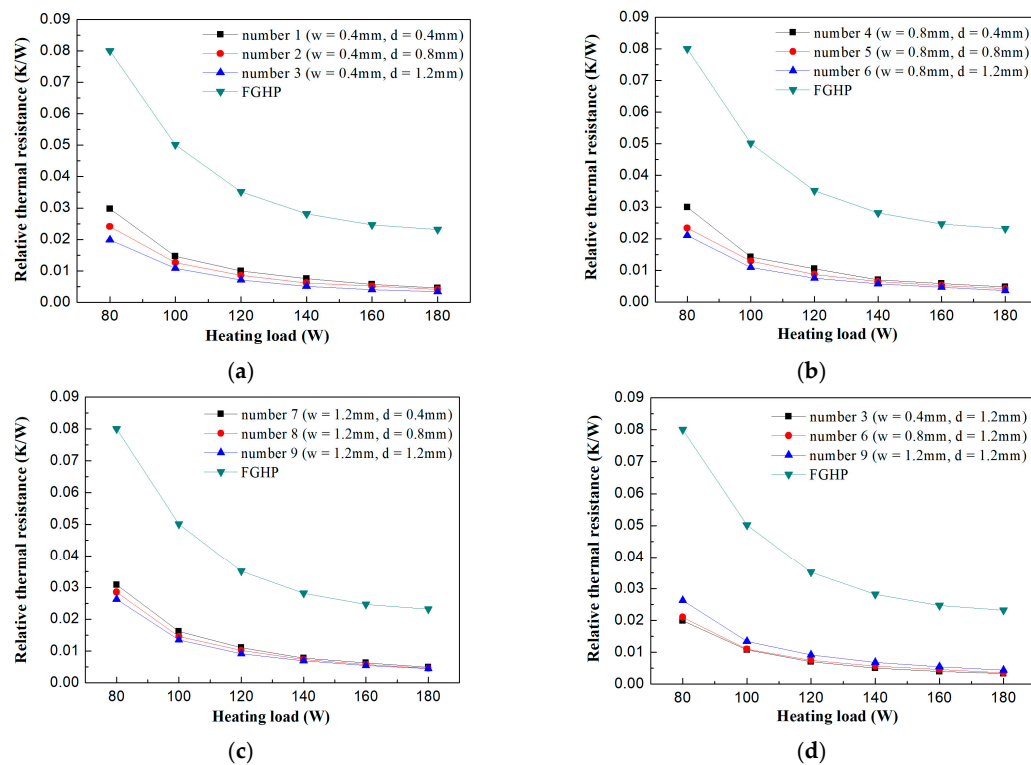 0.09
0.08
0.07
0.06
0.05
0.04
0.03
0.02
0.01
0.00
Relative thermal resistance (K/W)
number 1 (w = 0.4mm, d = 0.4mm)
number 2 (w = 0.4mm, d = 0.8mm)
number 3 (w = 0.4mm, d = 1.2mm)
FGHP
80 100 120 140 160 180
Heating load (W)
(a)
0.09
0.08
0.07
0.06
0.05
0.04
0.03
0.02
0.01
0.00
Relative thermal resistance (K/W)
number 4 (w = 0.8mm, d = 0.4mm)
number 5 (w = 0.8mm, d = 0.8mm)
number 6 (w = 0.8mm, d = 1.2mm)
FGHP
80 100 120 140 160 180
Heating load (W)
(b)
0.09
0.08
0.07
0.06
0.05
0.04
0.03
0.02
0.01
0.00
Relative thermal resistance (K/W)
number 7 (w = 1.2mm, d = 0.4mm)
number 8 (w = 1.2mm, d = 0.8mm)
number 9 (w = 1.2mm, d = 1.2mm)
FGHP
80 100 120 140 160 180
Heating load (W)
(c)
0.09
0.08
0.07
0.06
0.05
0.04
0.03
0.02
0.01
0.00
Relative thermal resistance (K/W)
number 3 (w = 0.4mm, d = 1.2mm)
number 6 (w = 0.8mm, d = 1.2mm)
number 9 (w = 1.2mm, d = 1.2mm)
FGHP
80 100 120 140 160 180
Heating load (W)
(d)